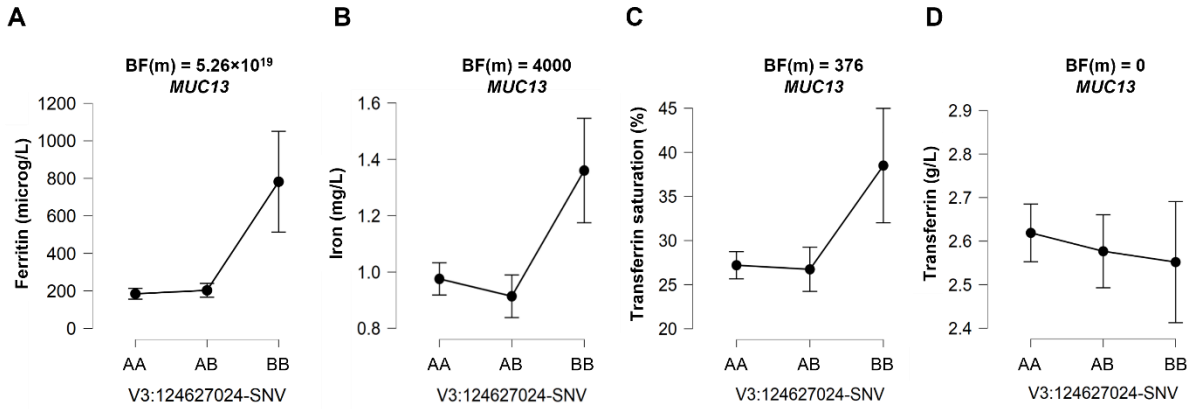 A
BF(m) = 5.26×10¹⁹
MUC13
1200
1000
800
600
400
200
0
Ferritin (microg/L)
AA AB BB
V3:124627024-SNV
B
BF(m) = 4000
MUC13
1.6
1.4
1.2
1.0
0.8
Iron (mg/L)
AA AB BB
V3:124627024-SNV
C
BF(m) = 376
MUC13
45
40
35
30
25
20
Transferrin saturation (%)
AA AB BB
V3:124627024-SNV
D
BF(m) = 0
MUC13
2.9
2.8
2.7
2.6
2.5
2.4
Transferrin (g/L)
AA AB BB
V3:124627024-SNV